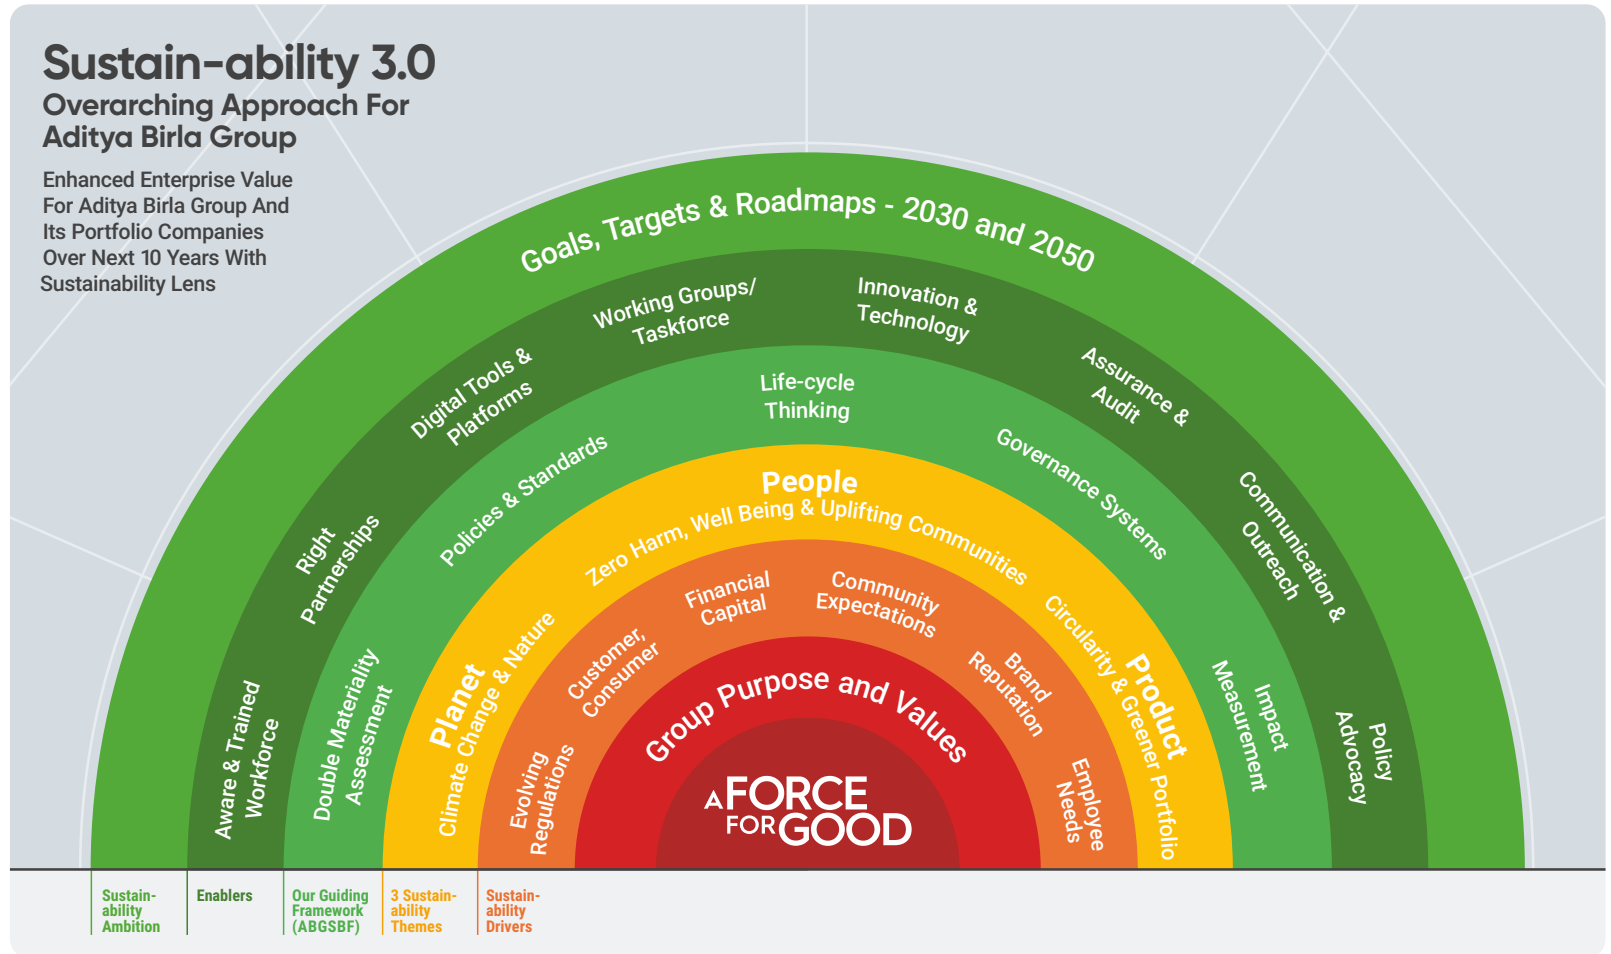 Sustain-ability 3.0
Overarching Approach For
Aditya Birla Group
Enhanced Enterprise Value
For Aditya Birla Group And
Its Portfolio Companies
Over Next 10 Years With
Sustainability Lens
Goals, Targets & Roadmaps - 2030 and 2050
Aware & Trained
Workforce
Right
Partnerships
Digital Tools &
Platforms
Working Groups/
Taskforce
Innovation &
Technology
Assurance &
Audit
Communication &
Outreach
Policy
Advocacy
Double Materiality
Assessment
Policies & Standards
Life-cycle
Thinking
Governance Systems
Impact
Measurement
Planet
Climate Change & Nature
People
Zero Harm, Well Being & Uplifting Communities
Product
Circularity & Greener Portfolio
Evolving
Regulations
Customer,
Consumer
Financial
Capital
Community
Expectations
Brand
Reputation
Employee
Needs
Group Purpose and Values
A FORCE
FOR GOOD
Sustain-
ability
Ambition
Enablers
Our Guiding
Framework
(ABGSBF)
3 Sustain-
ability
Themes
Sustain-
ability
Drivers